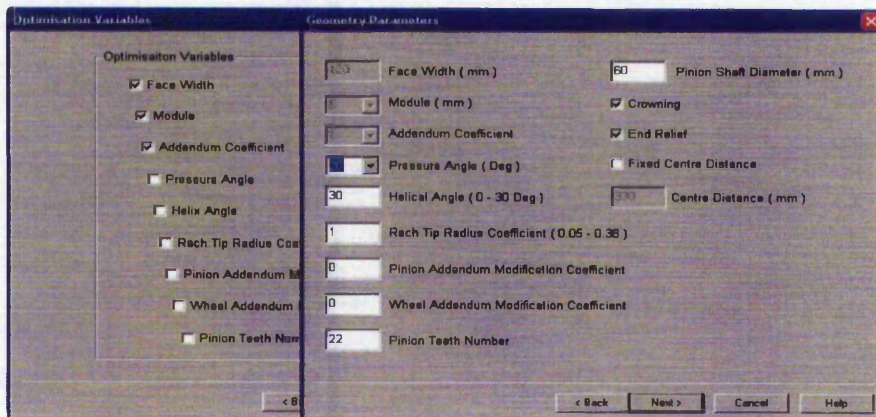 Optimisation Variables
Optimisaiton Variables
Face Width
Module
Addendum Coefficient
Pressure Angle
Helix Angle
Rach Tip Radius Coe
Pinion Addendum M
Wheel Addendum
Pinion Teeth Num
< B
Geometry Parameters
Face Width ( mm )
Module ( mm )
Addendum Coefficient
Pressure Angle ( Deg )
30 Helical Angle ( 0 - 30 Deg )
1 Rach Tip Radius Coefficient ( 0.05 - 0.38 )
0 Pinion Addendum Modification Coefficient
0 Wheel Addendum Modification Coefficient
22 Pinion Teeth Number
60 Pinion Shaft Diameter ( mm )
Crowning
End Relief
Fixed Centre Distance
Centre Distance ( mm )
< Back Next > Cancel Help